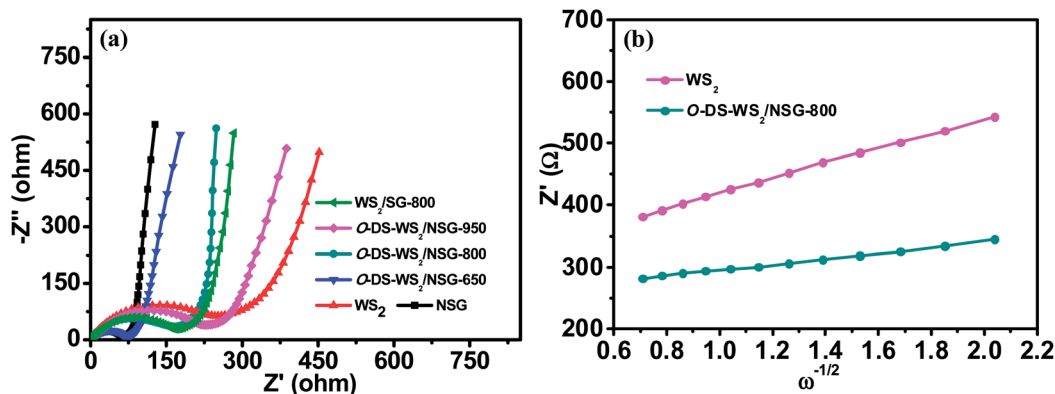 (a)
-Z'' (ohm)
750
600
450
300
150
0
WS₂/SG-800
O-DS-WS₂/NSG-950
O-DS-WS₂/NSG-800
O-DS-WS₂/NSG-650
WS₂ NSG
0 150 300 450 600 750
Z' (ohm)
(b)
Z' (Ω)
700
600
500
400
300
200
WS₂
O-DS-WS₂/NSG-800
0.6 0.8 1.0 1.2 1.4 1.6 1.8 2.0 2.2
ω⁻¹/²